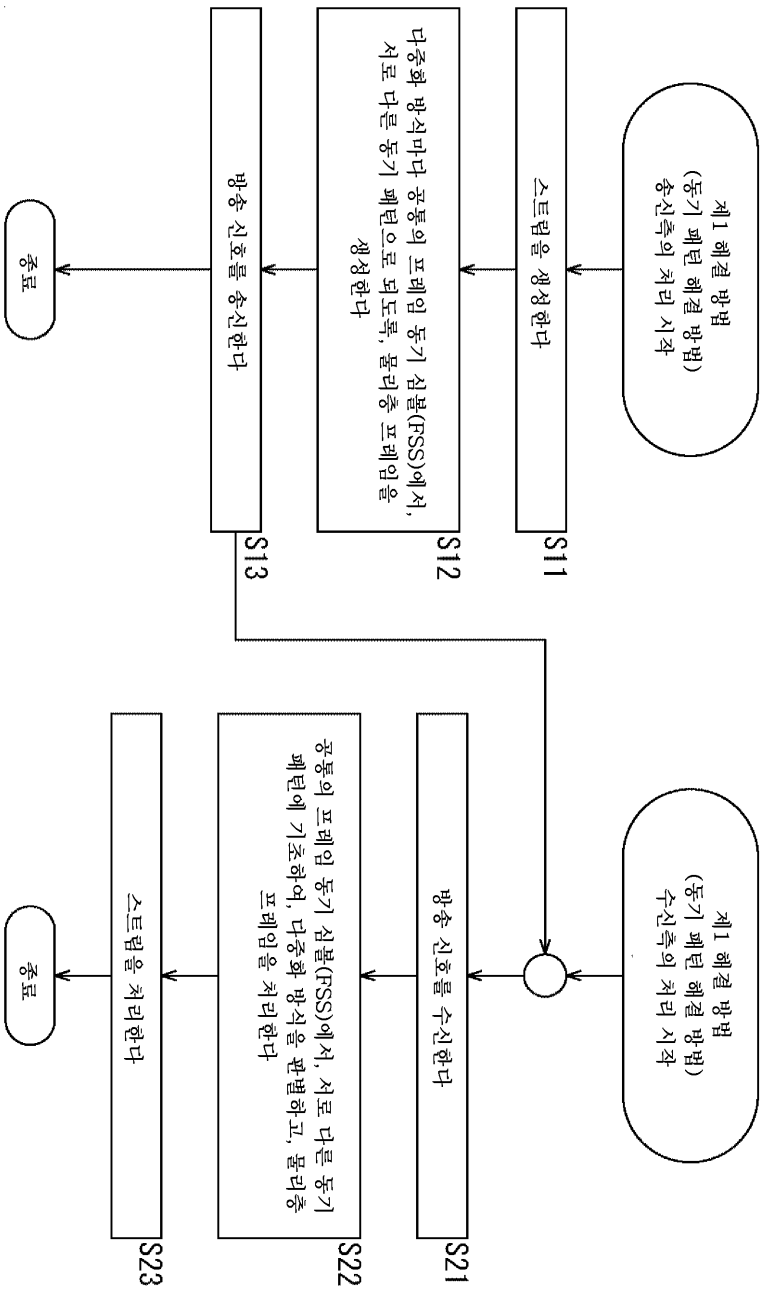 제1 해결 방법
(동기 패턴 해결 방법)
송신측의 처리 시작
스트림을 생성한다
S11
다중화 방식마다 공통의 프레임 동기 심볼(FSS)에서,
서로 다른 동기 패턴으로 되도록, 물리층 프레임을
생성한다
S12
방송 신호를 송신한다
S13
종료
제1 해결 방법
(동기 패턴 해결 방법)
수신측의 처리 시작
방송 신호를 수신한다
S21
공통의 프레임 동기 심볼(FSS)에서, 서로 다른 동기
패턴에 기초하여, 다중화 방식을 판별하고, 물리층
프레임을 처리한다
S22
스트림을 처리한다
S23
종료